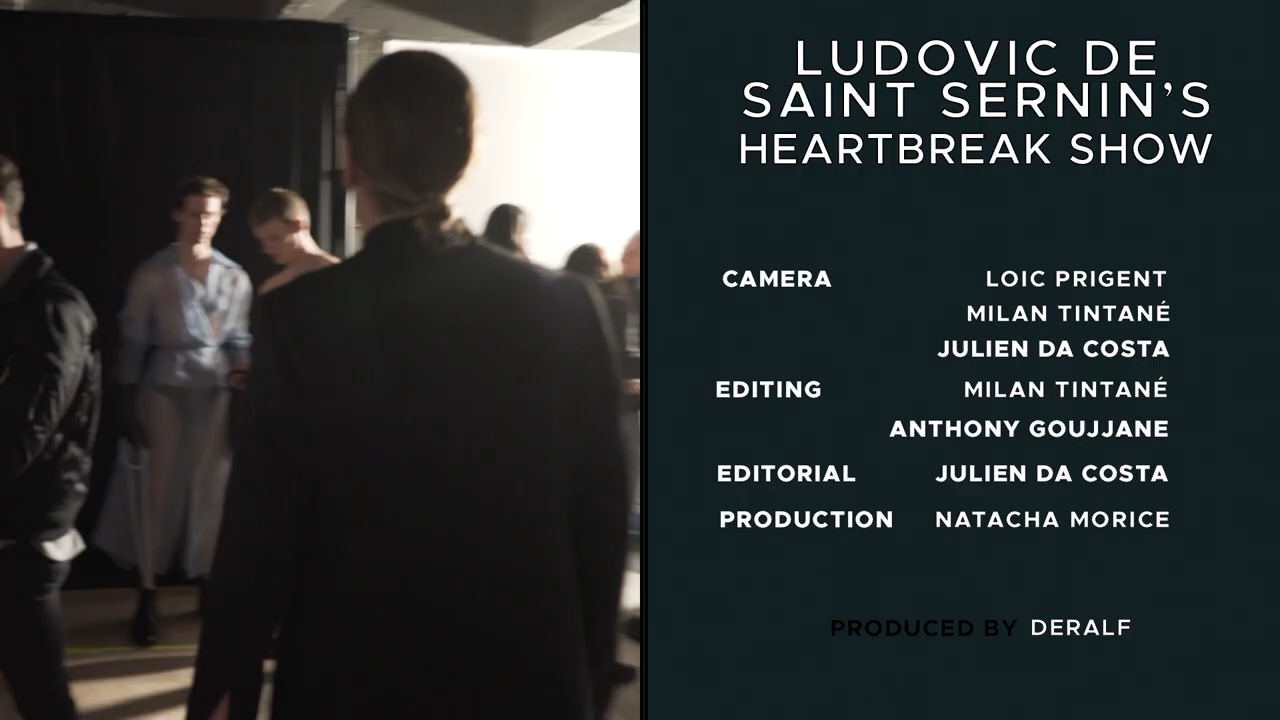 LUDOVIC DE
SAINT SERNIN'S
HEARTBREAK SHOW
CAMERA LOIC PRIGENT
MILAN TINTANÉ
JULIEN DA COSTA
EDITING MILAN TINTANÉ
ANTHONY GOUJJANE
EDITORIAL JULIEN DA COSTA
PRODUCTION NATACHA MORICE
PRODUCED BY DERALF